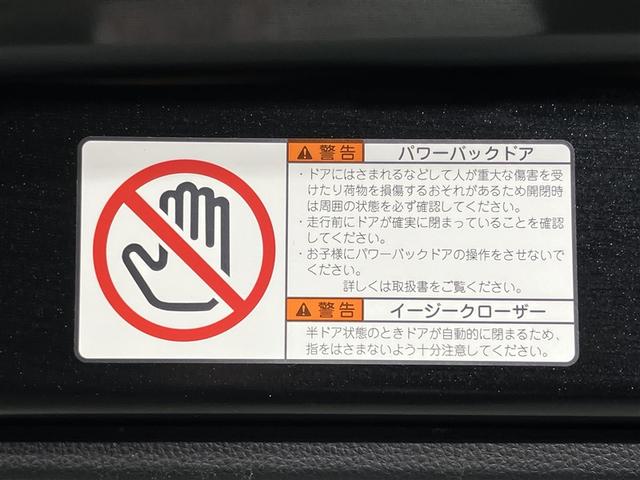 警告 パワーバックドア
・ドアにはさまれるなどして人が重大な傷害を受
けたり荷物を損傷するおそれがあるため開閉時
は周囲の状態を必ず確認してください。
・走行前にドアが確実に閉まっていることを確認
してください。
・お子様にパワーバックドアの操作をさせないで
ください。
詳しくは取扱書をご覧ください。
警告 イージークローザー
半ドア状態のときドアが自動的に閉まるため、
指をはさまないよう十分注意してください。